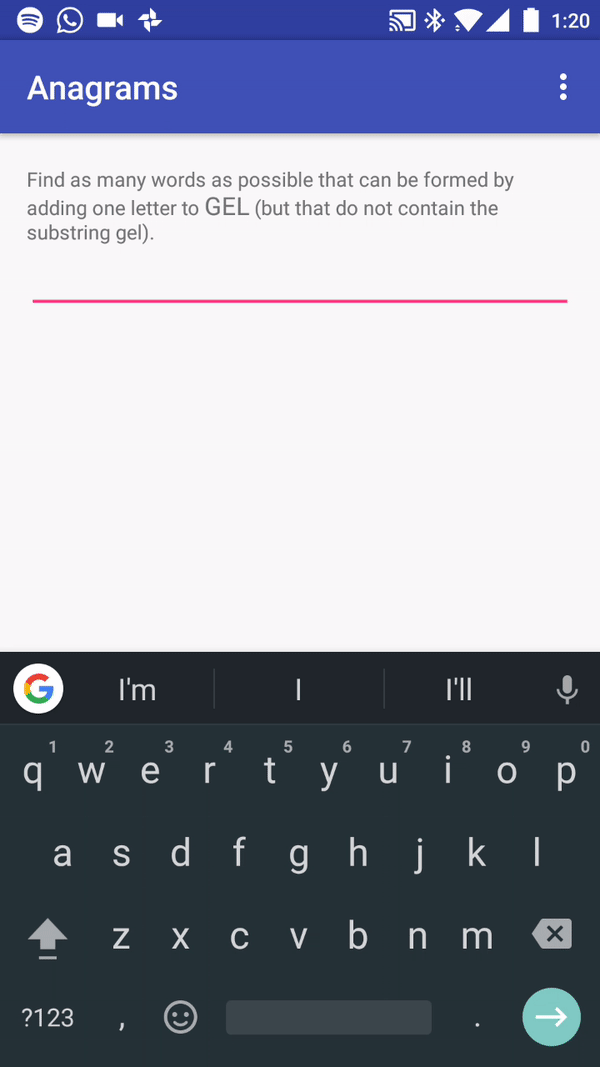 1:20
Anagrams
Find as many words as possible that can be formed by
adding one letter to GEL (but that do not contain the
substring gel).
G I'm I I'll
1 2 3 4 5 6 7 8 9 0
q w e r t y u i o p
a s d f g h j k l
z x c v b n m
?123 , .